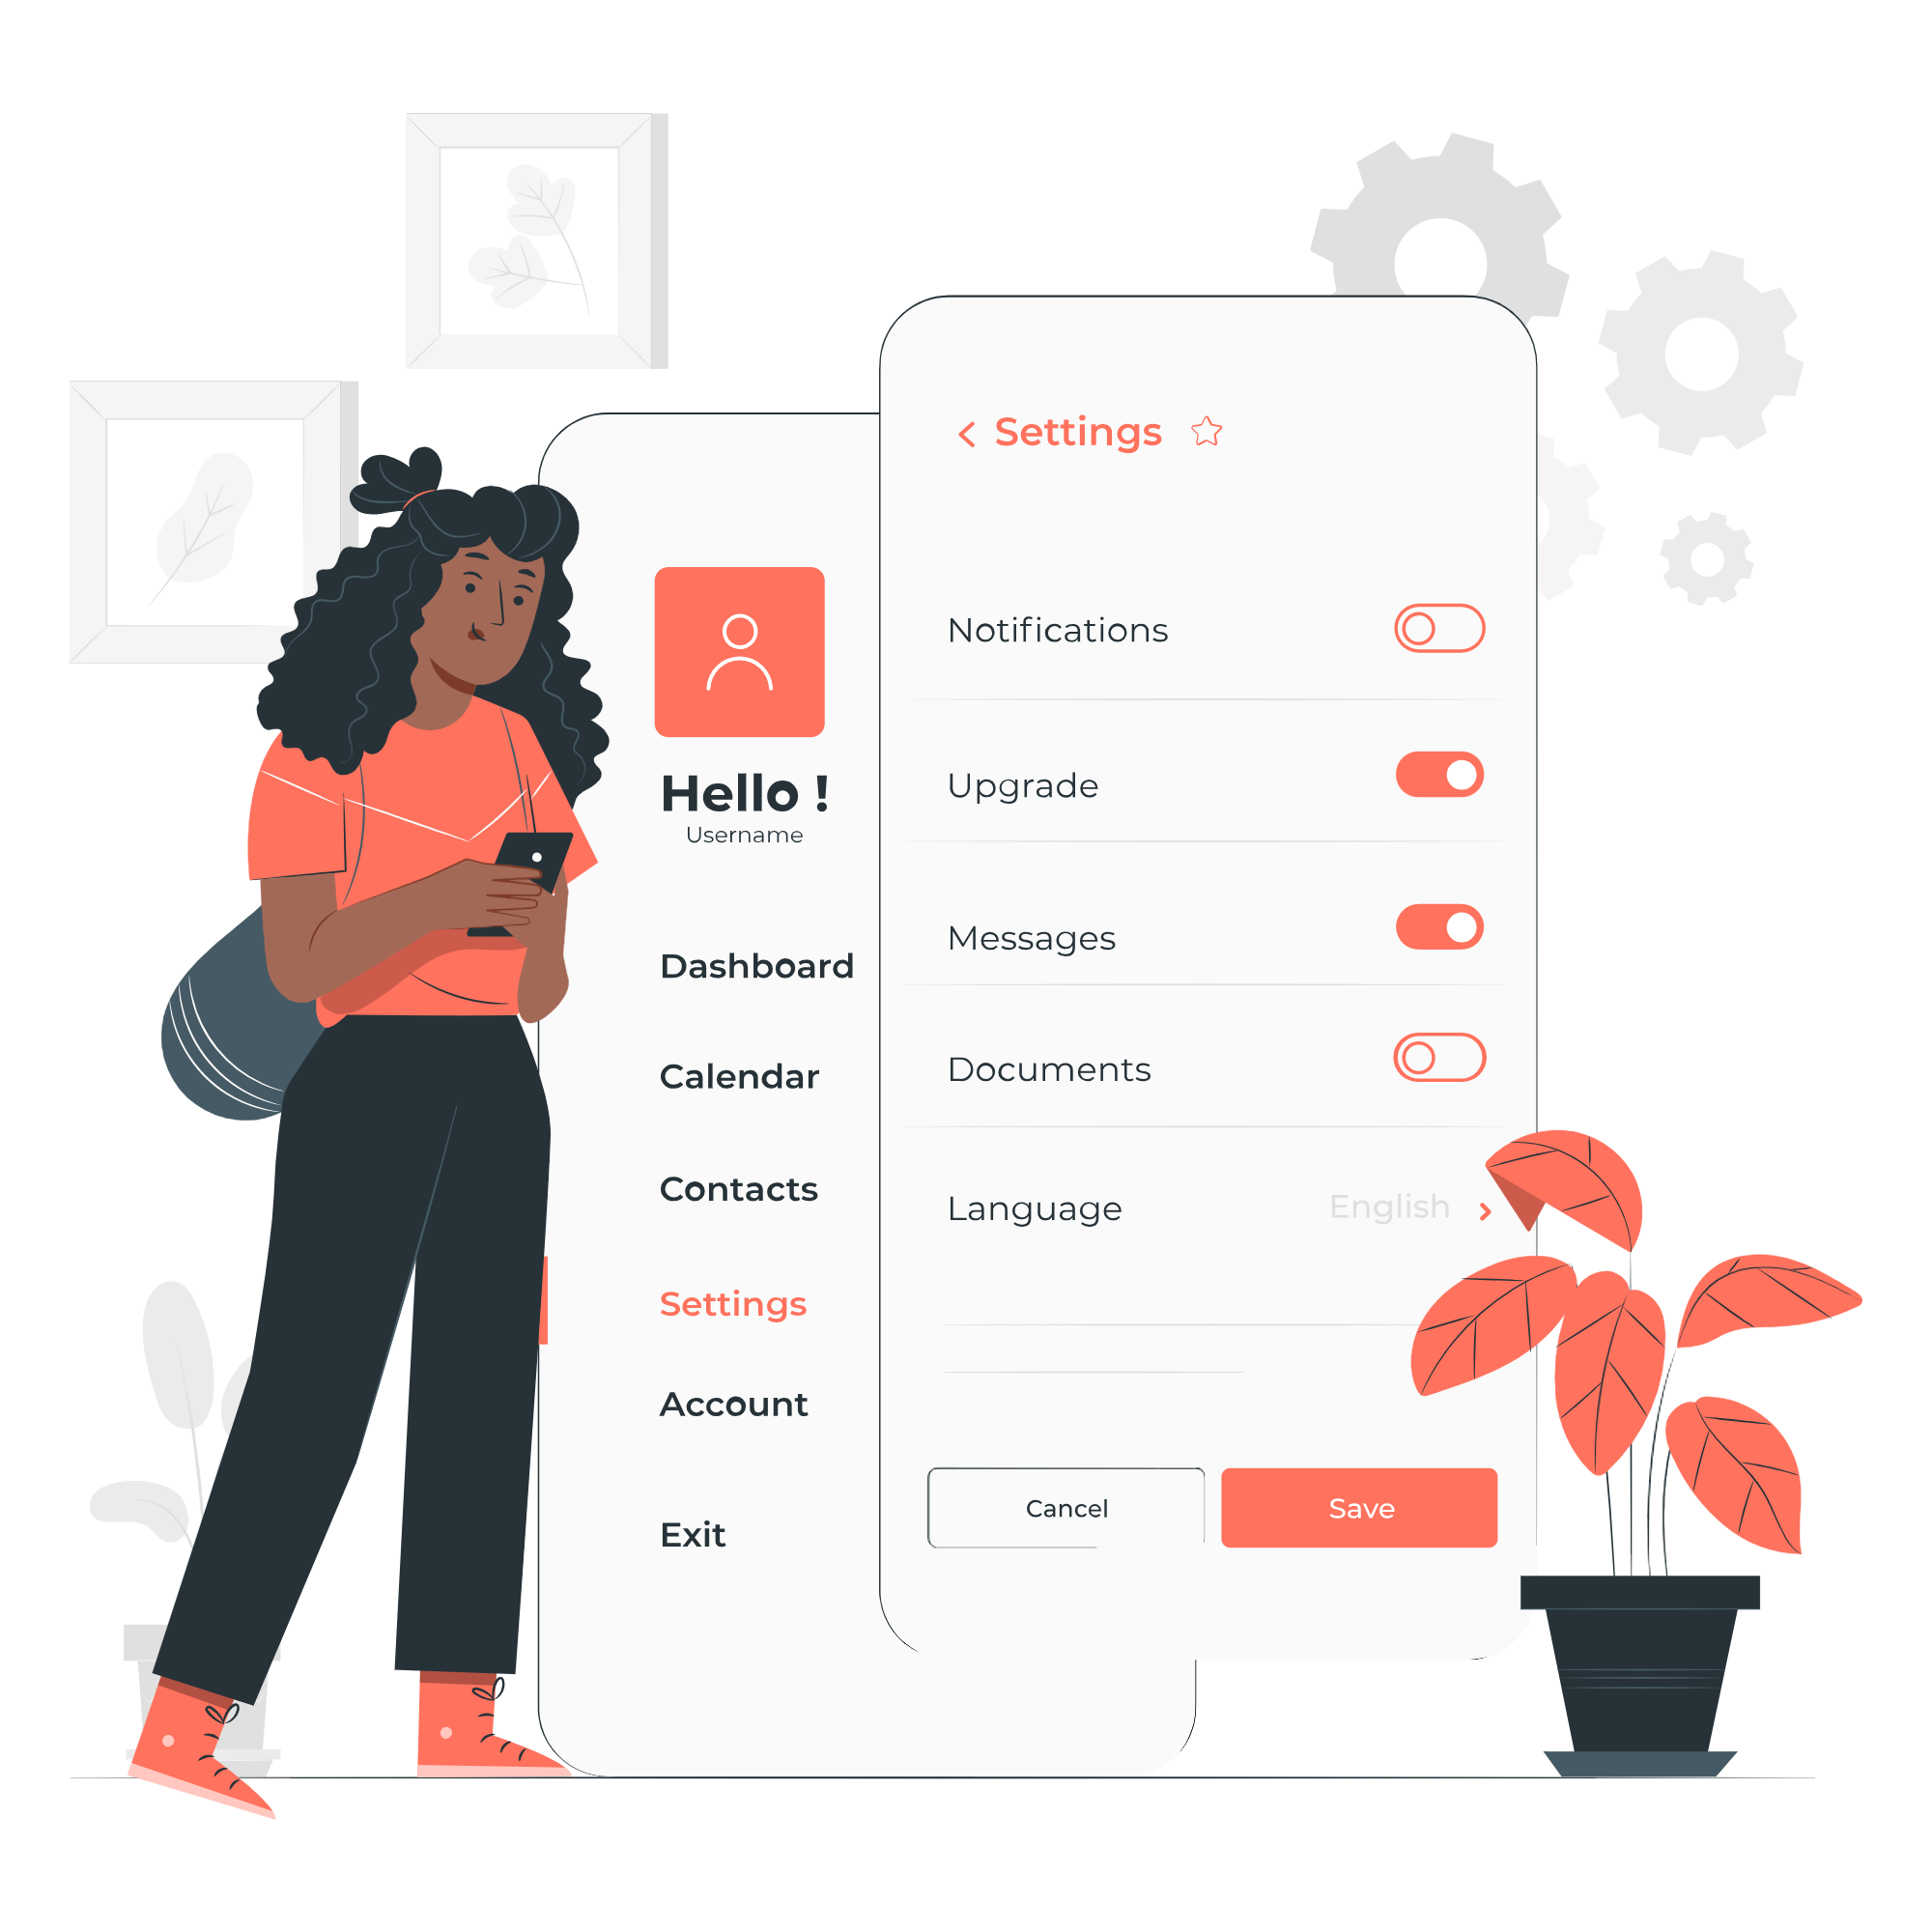 Hello !
Username
Dashboard
Calendar
Contacts
Settings
Account
Exit
Settings
Notifications
Upgrade
Messages
Documents
Language English
Cancel Save